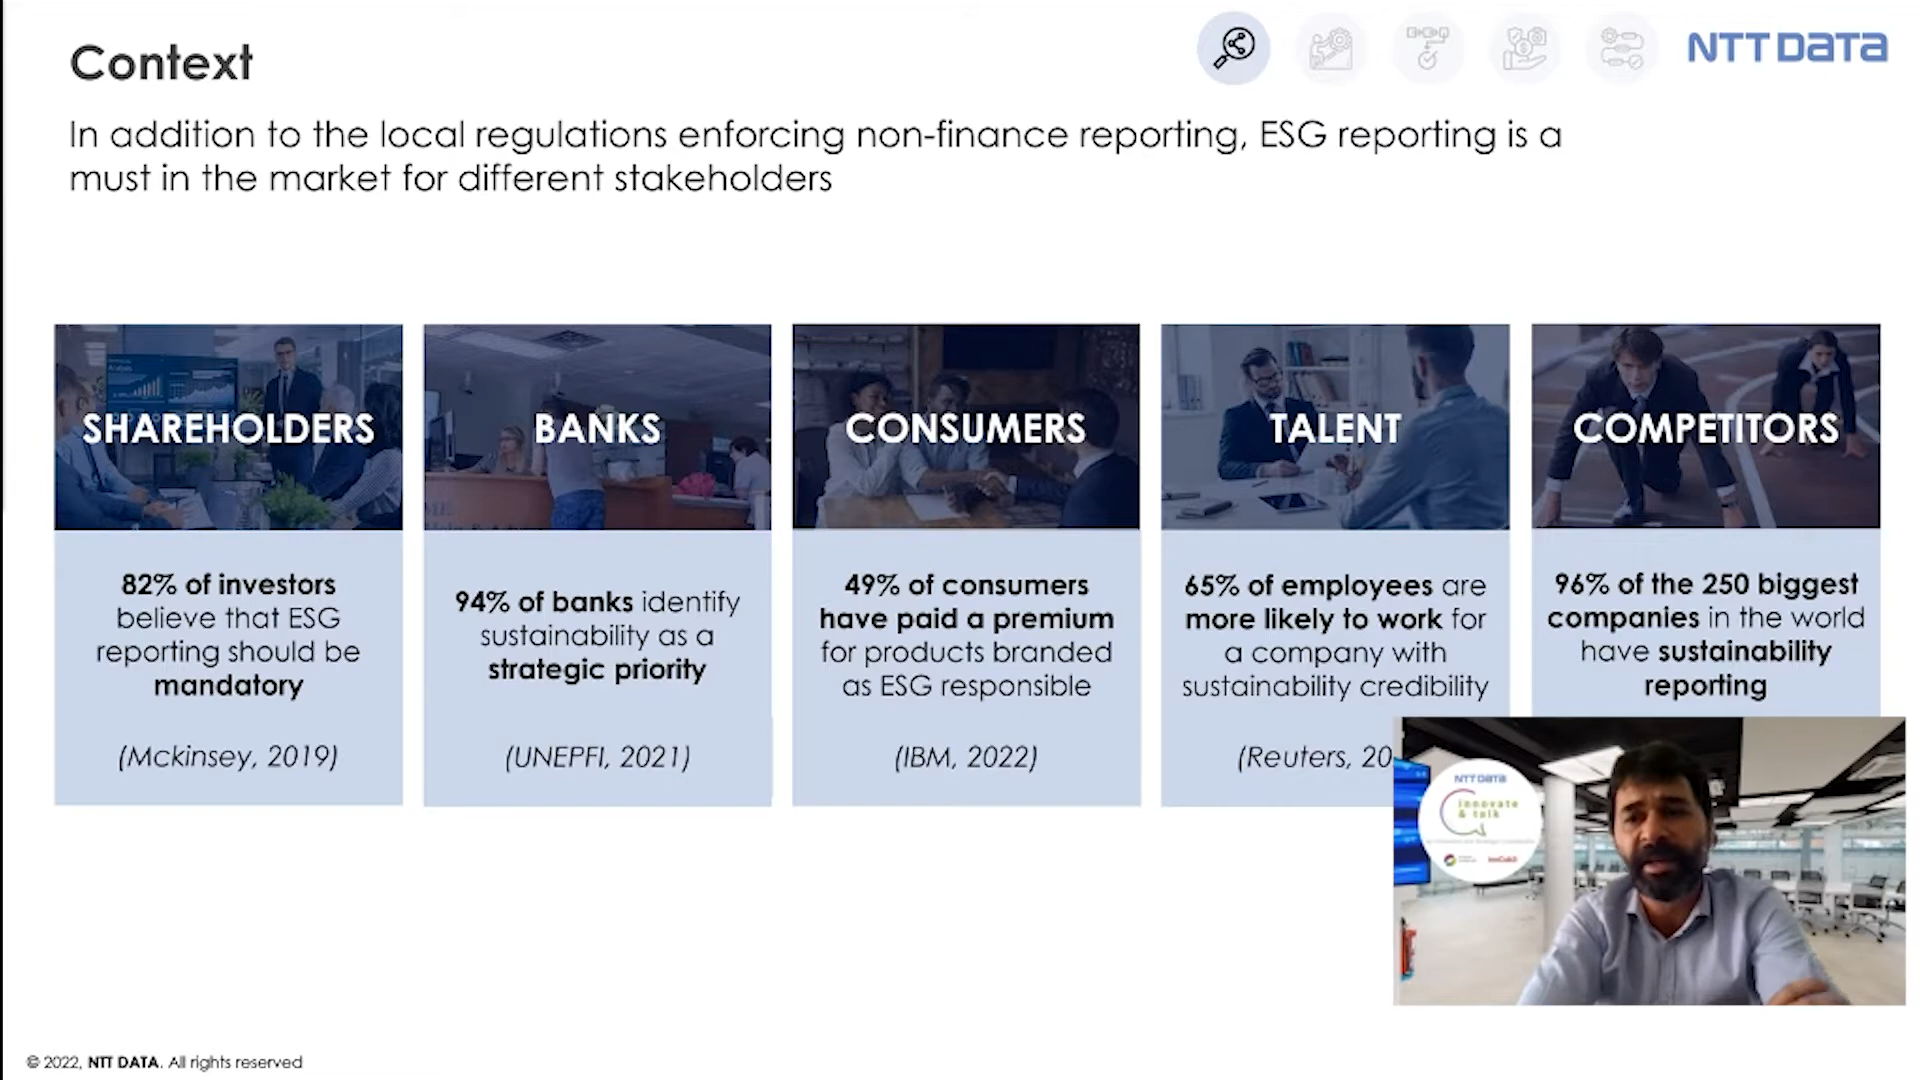 Context
NTT DATA
In addition to the local regulations enforcing non-finance reporting, ESG reporting is a
must in the market for different stakeholders
SHAREHOLDERS
82% of investors
believe that ESG
reporting should be
mandatory
(Mckinsey, 2019)
BANKS
94% of banks identify
sustainability as a
strategic priority
(UNEPFI, 2021)
CONSUMERS
49% of consumers
have paid a premium
for products branded
as ESG responsible
(IBM, 2022)
TALENT
65% of employees are
more likely to work for
a company with
sustainability credibility
(Reuters, 20
COMPETITORS
96% of the 250 biggest
companies in the world
have sustainability
reporting
NTT DATA
innovate
& talk
© 2022, NTT DATA. All rights reserved